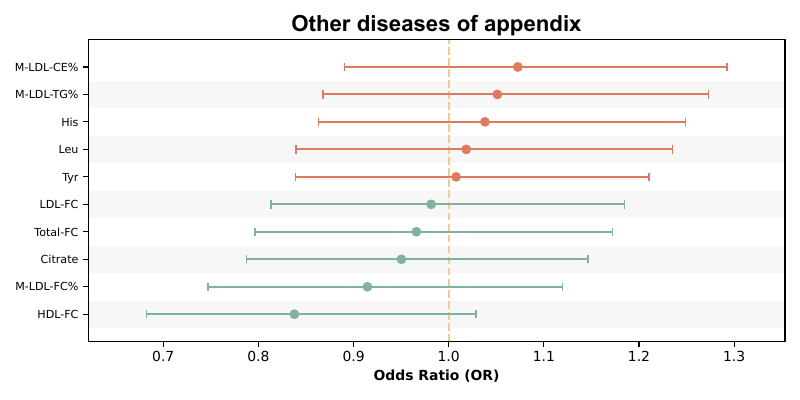 Other diseases of appendix
M-LDL-CE%
M-LDL-TG%
His
Leu
Tyr
LDL-FC
Total-FC
Citrate
M-LDL-FC%
HDL-FC
0.7 0.8 0.9 1.0 1.1 1.2 1.3
Odds Ratio (OR)